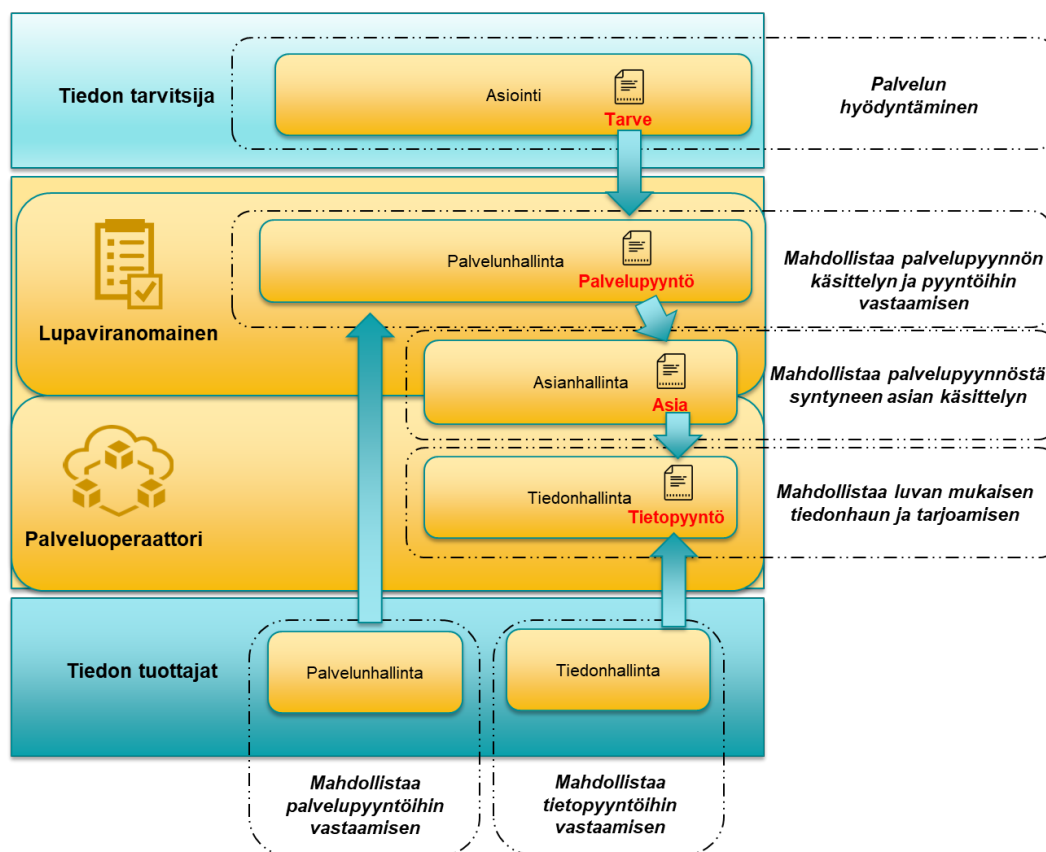 Tiedon tarvitsija
Asiointi
Tarve
Palvelun
hyödyntäminen
Lupaviranomainen
Palvelunhallinta
Palvelupyyntö
Mahdollistaa palvelupyynnön
käsittelyn ja pyyntöihin
vastaamisen
Asianhallinta
Asia
Mahdollistaa palvelupyynnöstä
syntyneen asian käsittelyn
Palveluoperaattori
Tiedonhallinta
Tietopyyntö
Mahdollistaa luvan mukaisen
tiedonhaun ja tarjoamisen
Tiedon tuottajat
Palvelunhallinta
Tiedonhallinta
Mahdollistaa
palvelupyyntöihin
vastaamisen
Mahdollistaa
tietopyyntöihin
vastaamisen